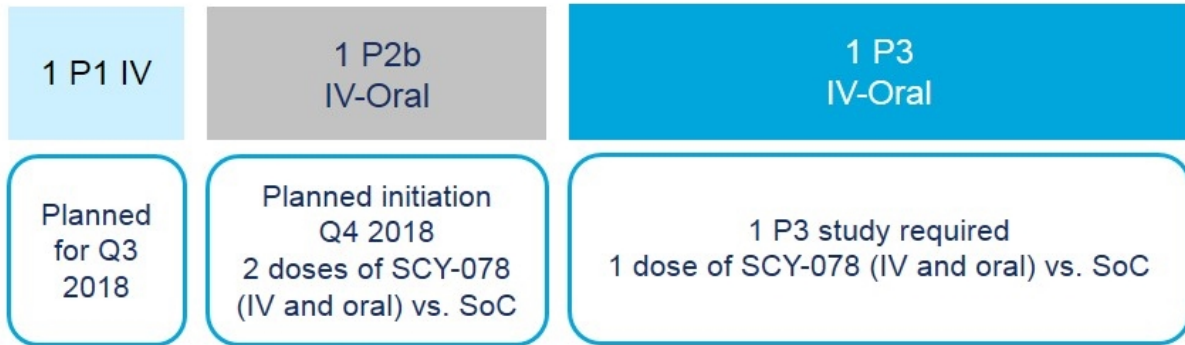 1 P1 IV
1 P2b
IV-Oral
1 P3
IV-Oral
Planned
for Q3
2018
Planned initiation
Q4 2018
2 doses of SCY-078
(IV and oral) vs. SoC
1 P3 study required
1 dose of SCY-078 (IV and oral) vs. SoC